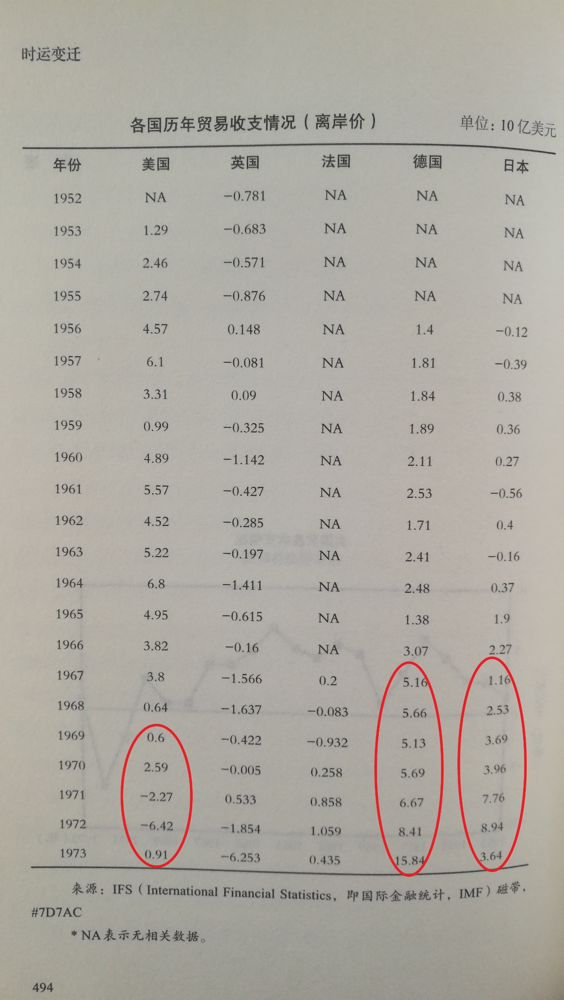 时运变迁
各国历年贸易收支情况（离岸价） 单位：10亿美元
年份 美国 英国 法国 德国 日本
1952 NA −0.781 NA NA NA
1953 1.29 −0.683 NA NA NA
1954 2.46 −0.571 NA NA NA
1955 2.74 −0.876 NA NA NA
1956 4.57 0.148 NA 1.4 −0.12
1957 6.1 −0.081 NA 1.81 −0.39
1958 3.31 0.09 NA 1.84 0.38
1959 0.99 −0.325 NA 1.89 0.36
1960 4.89 −1.142 NA 2.11 0.27
1961 5.57 −0.427 NA 2.53 −0.56
1962 4.52 −0.285 NA 1.71 0.4
1963 5.22 −0.197 NA 2.41 −0.16
1964 6.8 −1.411 NA 2.48 0.37
1965 4.95 −0.615 NA 1.38 1.9
1966 3.82 −0.16 NA 3.07 2.27
1967 3.8 −1.566 0.2 5.16 1.16
1968 0.64 −1.637 −0.083 5.66 2.53
1969 0.6 −0.422 −0.932 5.13 3.69
1970 2.59 −0.005 0.258 5.69 3.96
1971 −2.27 0.533 0.858 6.67 7.76
1972 −6.42 −1.854 1.059 8.41 8.94
1973 0.91 −6.253 0.435 15.84 3.64
来源：IFS（International Financial Statistics，即国际金融统计，IMF）磁带，
#7D7AC
*NA表示无相关数据。
494